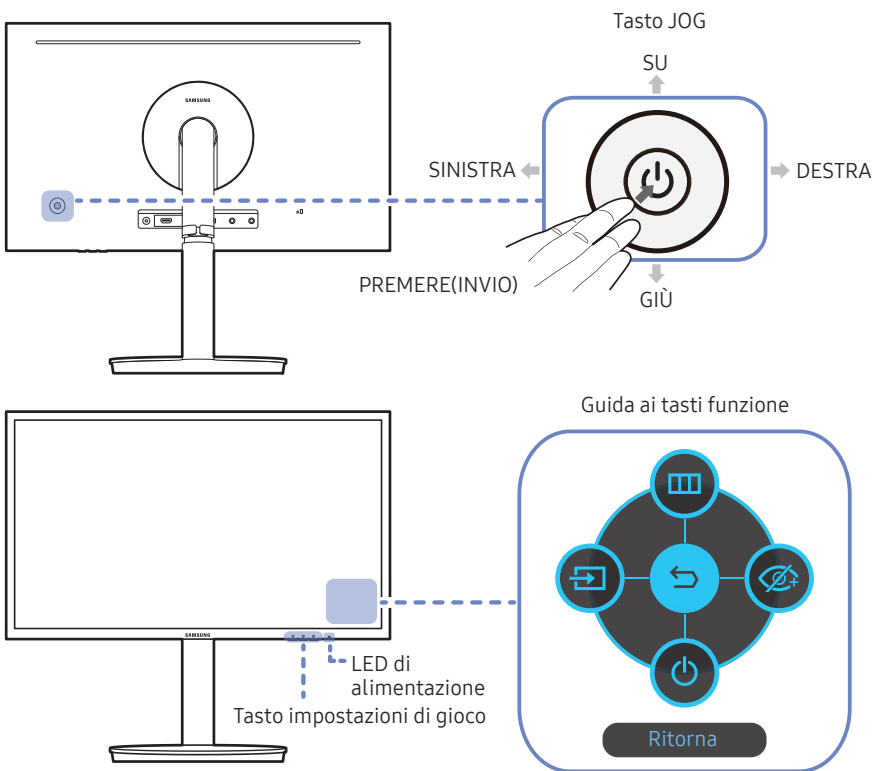 Tasto JOG
SU
SAMSUNG
SINISTRA
DESTRA
PREMERE(INVIO)
GIÙ
Guida ai tasti funzione
SAMSUNG
LED di
alimentazione
Tasto impostazioni di gioco
Ritorna